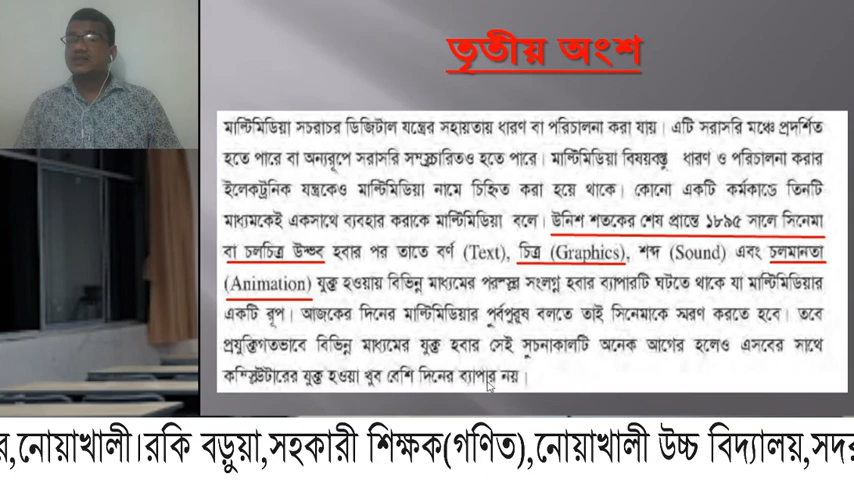 তৃতীয় অংশ
মাল্টিমিডিয়া সচরাচর ডিজিটাল যন্ত্রের সহায়তায় ধারণ বা পরিচালনা করা যায়। এটি সরাসরি মঞ্চে প্রদর্শিত
হতে পারে বা অন্যরূপে সরাসরি সম্প্রচারিতও হতে পারে। মাল্টিমিডিয়া বিষয়বস্তু ধারণ ও পরিচালনা করার
ইলেকট্রনিক যন্ত্রকেও মাল্টিমিডিয়া নামে চিহ্নিত করা হয়ে থাকে। কোনো একটি কর্মকান্ডে তিনটি
মাধ্যমকেই একসাথে ব্যবহার করাকে মাল্টিমিডিয়া বলে। উনিশ শতকের শেষ প্রান্তে ১৮৯৫ সালে সিনেমা
বা চলচিত্র উদ্ভব হবার পর তাতে বর্ণ (Text), চিত্র (Graphics), শব্দ (Sound) এবং চলমানতা
(Animation) যুক্ত হওয়ায় বিভিন্ন মাধ্যমের পরস্পর সংলগ্ন হবার ব্যাপারটি ঘটতে থাকে যা মাল্টিমিডিয়ার
একটি রূপ। আজকের দিনের মাল্টিমিডিয়ার পূর্বপুরুষ বলতে তাই সিনেমাকে স্মরণ করতে হবে। তবে
প্রযুক্তিগতভাবে বিভিন্ন মাধ্যমের যুক্ত হবার সেই সূচনাকালটি অনেক আগের হলেও এসবের সাথে
কম্পিউটারের যুক্ত হওয়া খুব বেশি দিনের ব্যাপার নয়।
র,নোয়াখালী।রকি বড়ুয়া,সহকারী শিক্ষক(গণিত),নোয়াখালী উচ্চ বিদ্যালয়,সদর